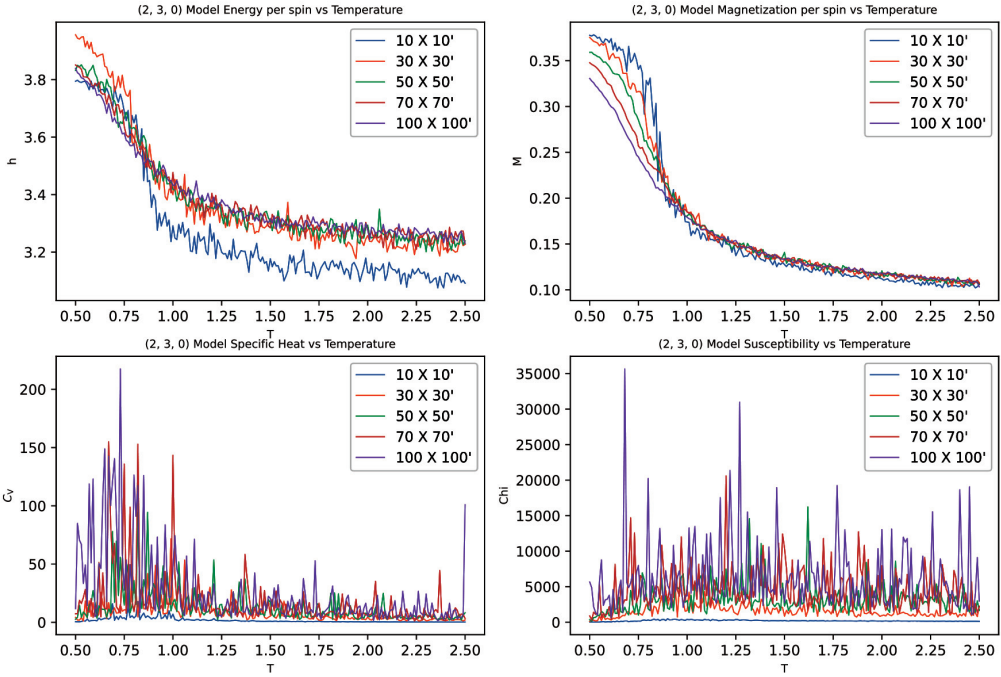 (2, 3, 0) Model Energy per spin vs Temperature
h
3.8
3.6
3.4
3.2
10 X 10'
30 X 30'
50 X 50'
70 X 70'
100 X 100'
0.50 0.75 1.00 1.25 1.50 1.75 2.00 2.25 2.50
T
(2, 3, 0) Model Magnetization per spin vs Temperature
M
0.35
0.30
0.25
0.20
0.15
0.10
10 X 10'
30 X 30'
50 X 50'
70 X 70'
100 X 100'
0.50 0.75 1.00 1.25 1.50 1.75 2.00 2.25 2.50
T
(2, 3, 0) Model Specific Heat vs Temperature
Cv
200
150
100
50
0
10 X 10'
30 X 30'
50 X 50'
70 X 70'
100 X 100'
0.50 0.75 1.00 1.25 1.50 1.75 2.00 2.25 2.50
T
(2, 3, 0) Model Susceptibility vs Temperature
Chi
35000
30000
25000
20000
15000
10000
5000
0
10 X 10'
30 X 30'
50 X 50'
70 X 70'
100 X 100'
0.50 0.75 1.00 1.25 1.50 1.75 2.00 2.25 2.50
T